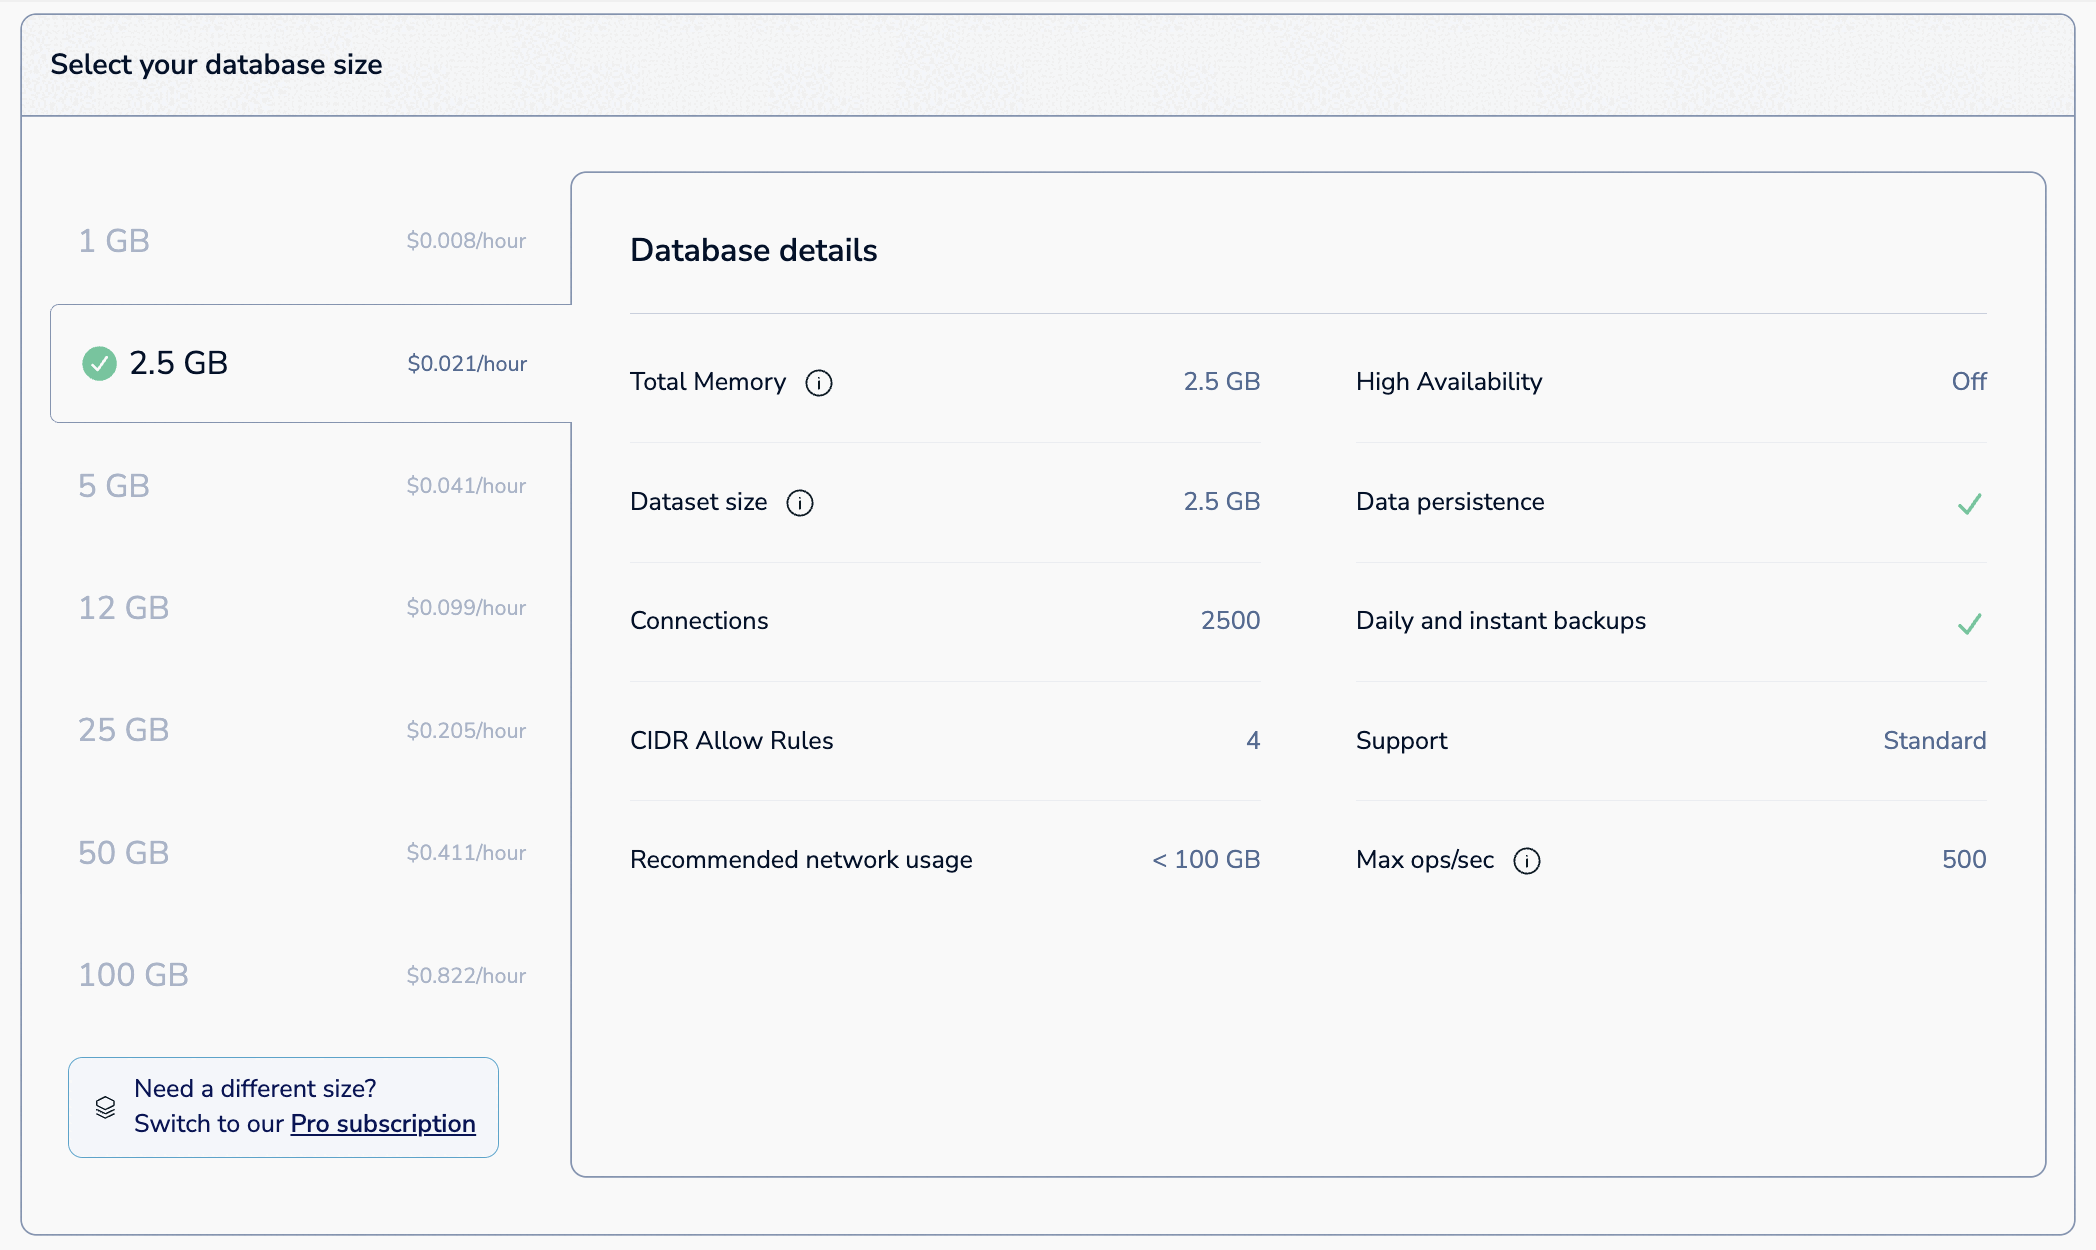 Select your database size
1 GB $0.008/hour
2.5 GB $0.021/hour
5 GB $0.041/hour
12 GB $0.099/hour
25 GB $0.205/hour
50 GB $0.411/hour
100 GB $0.822/hour
Need a different size?
Switch to our Pro subscription
Database details
Total Memory 2.5 GB
Dataset size 2.5 GB
Connections 2500
CIDR Allow Rules 4
Recommended network usage < 100 GB
High Availability Off
Data persistence
Daily and instant backups
Support Standard
Max ops/sec 500